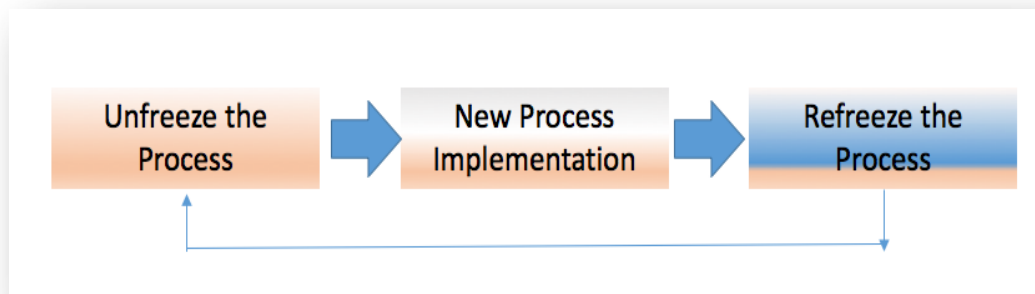 Unfreeze the
Process
New Process
Implementation
Refreeze the
Process